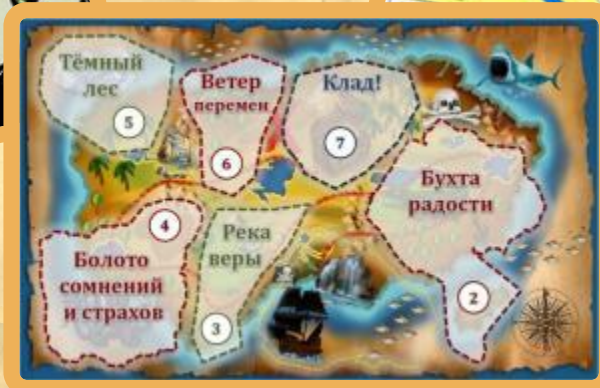 Тёмный
лес
5
Ветер
перемен
6
Клад!
7
Бухта
радости
2
Река
веры
3
4
Болото
сомнений
и страхов